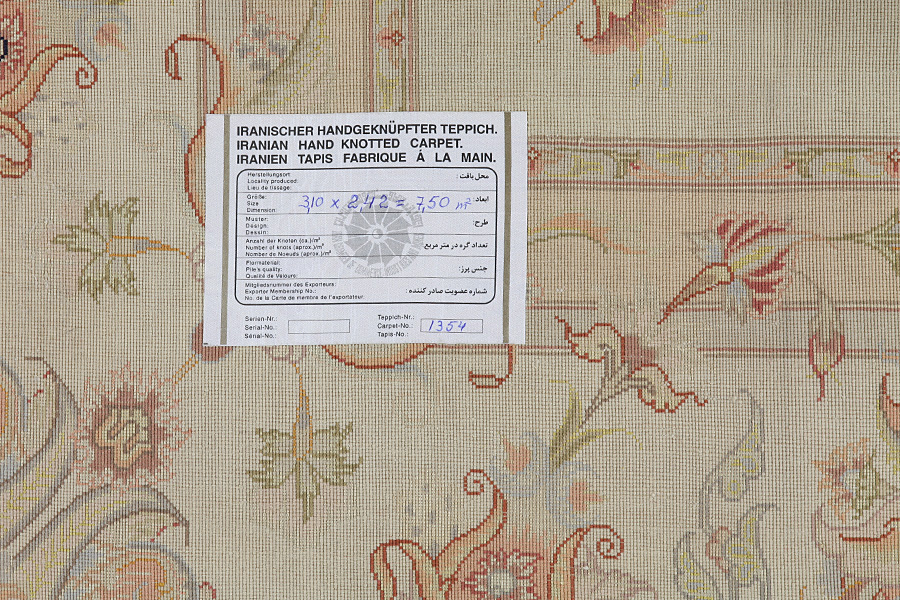 IRANISCHER HANDGEKNÜPFTER TEPPICH.
IRANIAN HAND KNOTTED CARPET.
IRANIEN TAPIS FABRIQUE Á LA MAIN.
Herstellungsort
Locality produced:
Lieu de tissage:
محل بافت :
Größe:
Size
Dimension:
3,10 x 2,42 = 7,50 m²
ابعاد:
Muster:
Design:
Dessin:
طرح:
Anzahl der Knoten (ca.)/m²
Number of knots (aprox.)/m²
Nombre de Noeuds (aprox.)/m²
تعداد گره در متر مربع
Flormaterial:
Pile's quality:
Qualité de Velours:
جنس پرز:
Mitgliedsnummer des Exporteurs:
Exporter Membership No.:
No. de la Carte de membre de l'exportateur:
شماره عضویت صادر کننده :
Serien-Nr.:
Serial-No.:
Sérial-No.:
Teppich-Nr.:
Carpet-No.:
Tapis-No.:
1354